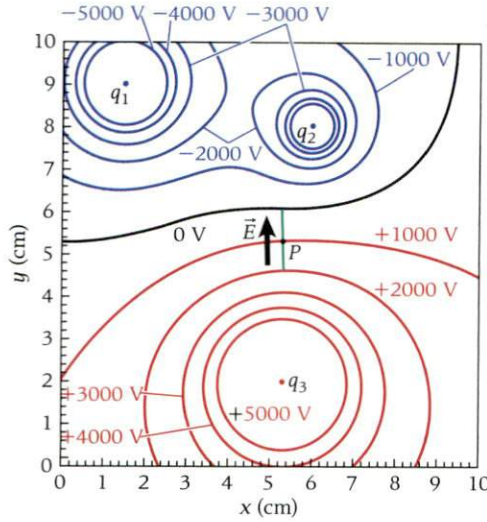 −5000 V −4000 V −3000 V
−1000 V
q₁
q₂
−2000 V
0 V
E⃗
P
+1000 V
+2000 V
q₃
+3000 V
+5000 V
+4000 V
10
9
8
7
6
5
4
3
2
1
0
y (cm)
0 1 2 3 4 5 6 7 8 9 10
x (cm)